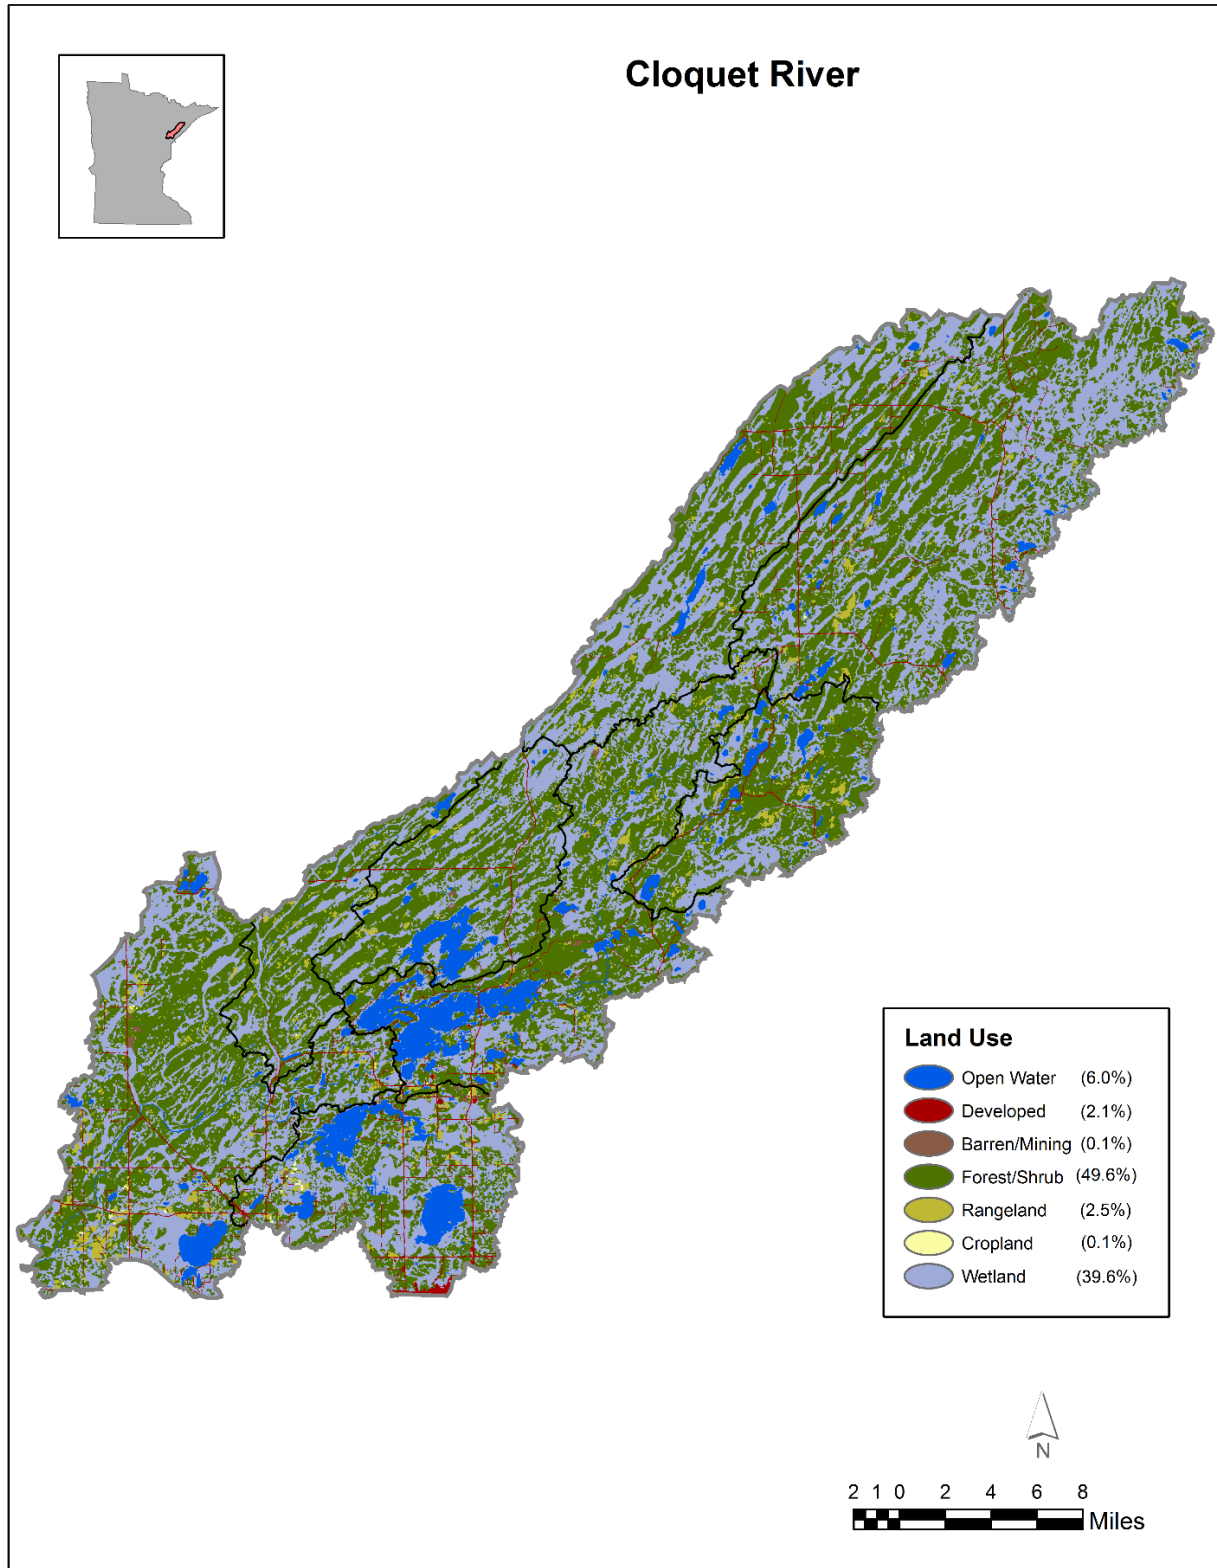 Cloquet River
Land Use
Open Water (6.0%)
Developed (2.1%)
Barren/Mining (0.1%)
Forest/Shrub (49.6%)
Rangeland (2.5%)
Cropland (0.1%)
Wetland (39.6%)
N
2 1 0 2 4 6 8
Miles